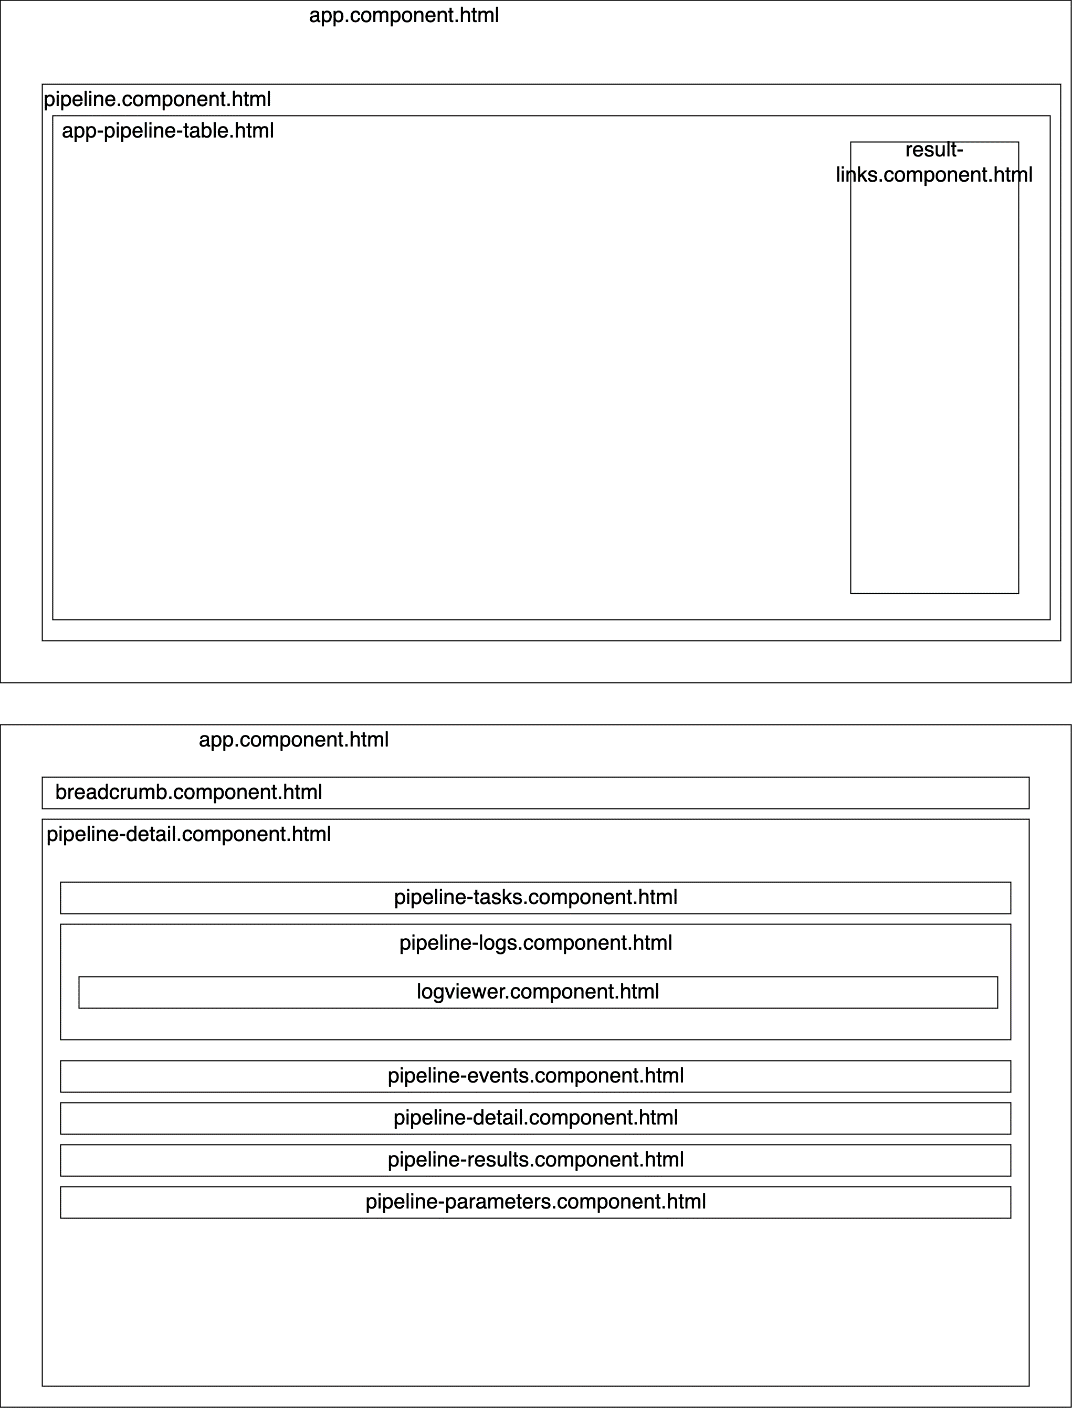 app.component.html
pipeline.component.html
app-pipeline-table.html
result-
links.component.html
app.component.html
breadcrumb.component.html
pipeline-detail.component.html
pipeline-tasks.component.html
pipeline-logs.component.html
logviewer.component.html
pipeline-events.component.html
pipeline-detail.component.html
pipeline-results.component.html
pipeline-parameters.component.html